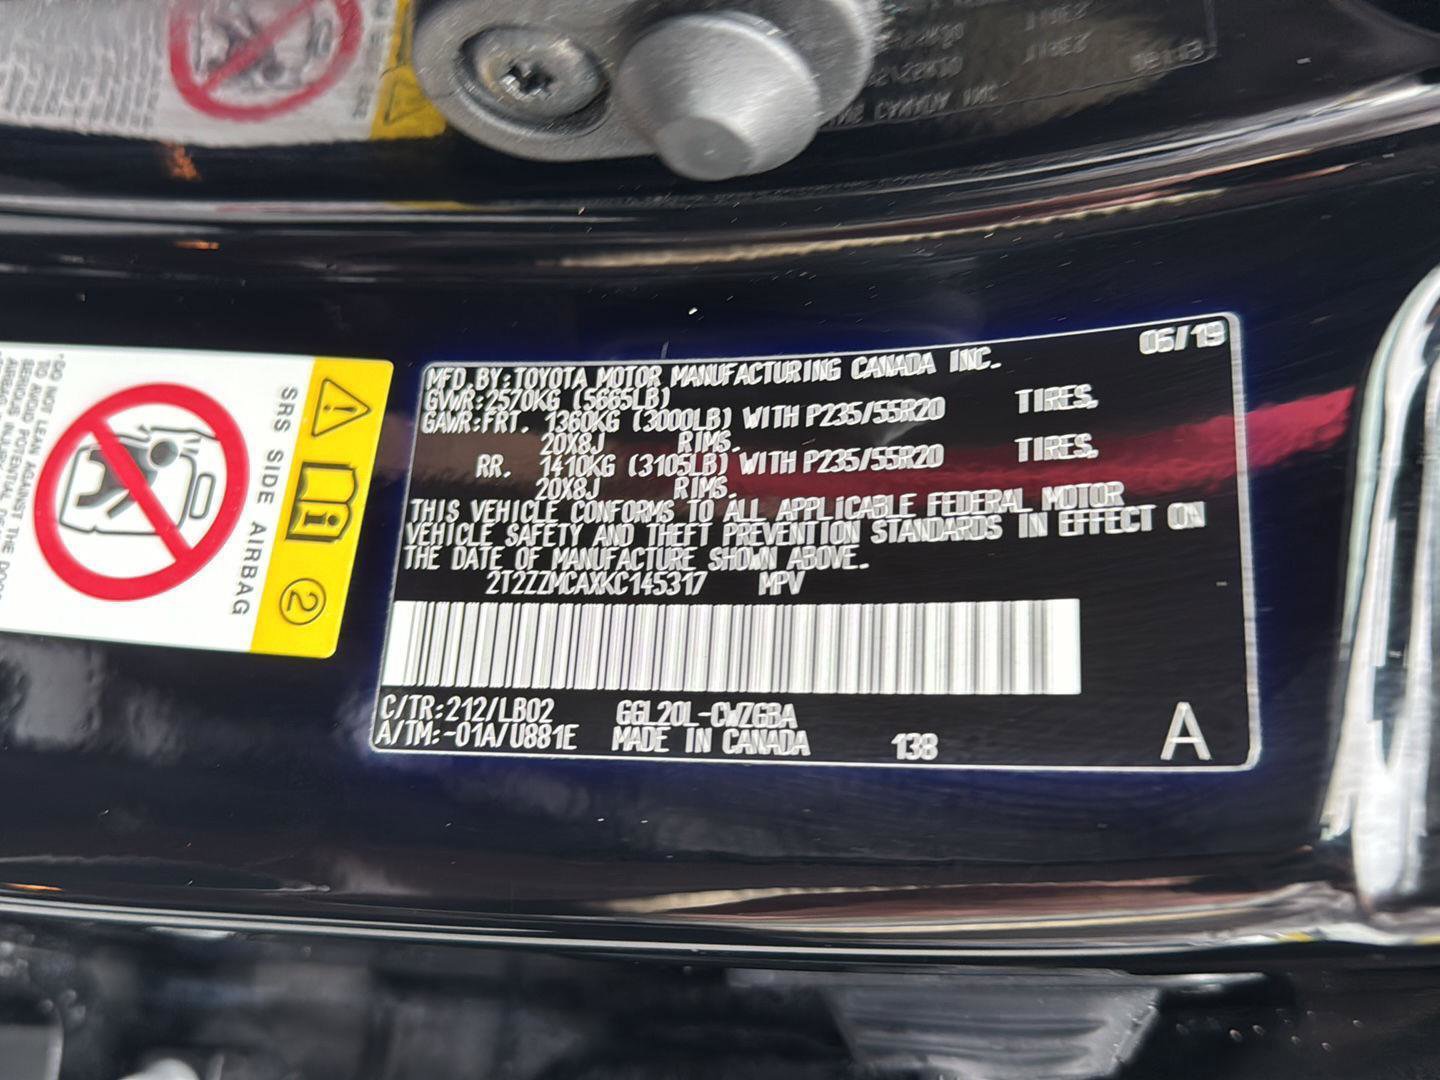 05/19
MFD. BY: TOYOTA MOTOR MANUFACTURING CANADA INC.
GVWR: 2570KG (5665LB)
GAWR: FRT. 1360KG (3000LB) WITH P235/55R20 TIRES,
20X8J RIMS.
RR. 1410KG (3105LB) WITH P235/55R20 TIRES,
20X8J RIMS.
THIS VEHICLE CONFORMS TO ALL APPLICABLE FEDERAL MOTOR
VEHICLE SAFETY AND THEFT PREVENTION STANDARDS IN EFFECT ON
THE DATE OF MANUFACTURE SHOWN ABOVE.
2T2ZZMCAXKC145317 MPV
C/TR: 212/LB02 GGL20L-CWZGBA
A/TM: -01A/U881E MADE IN CANADA 138
A
SRS SIDE AIRBAG
2